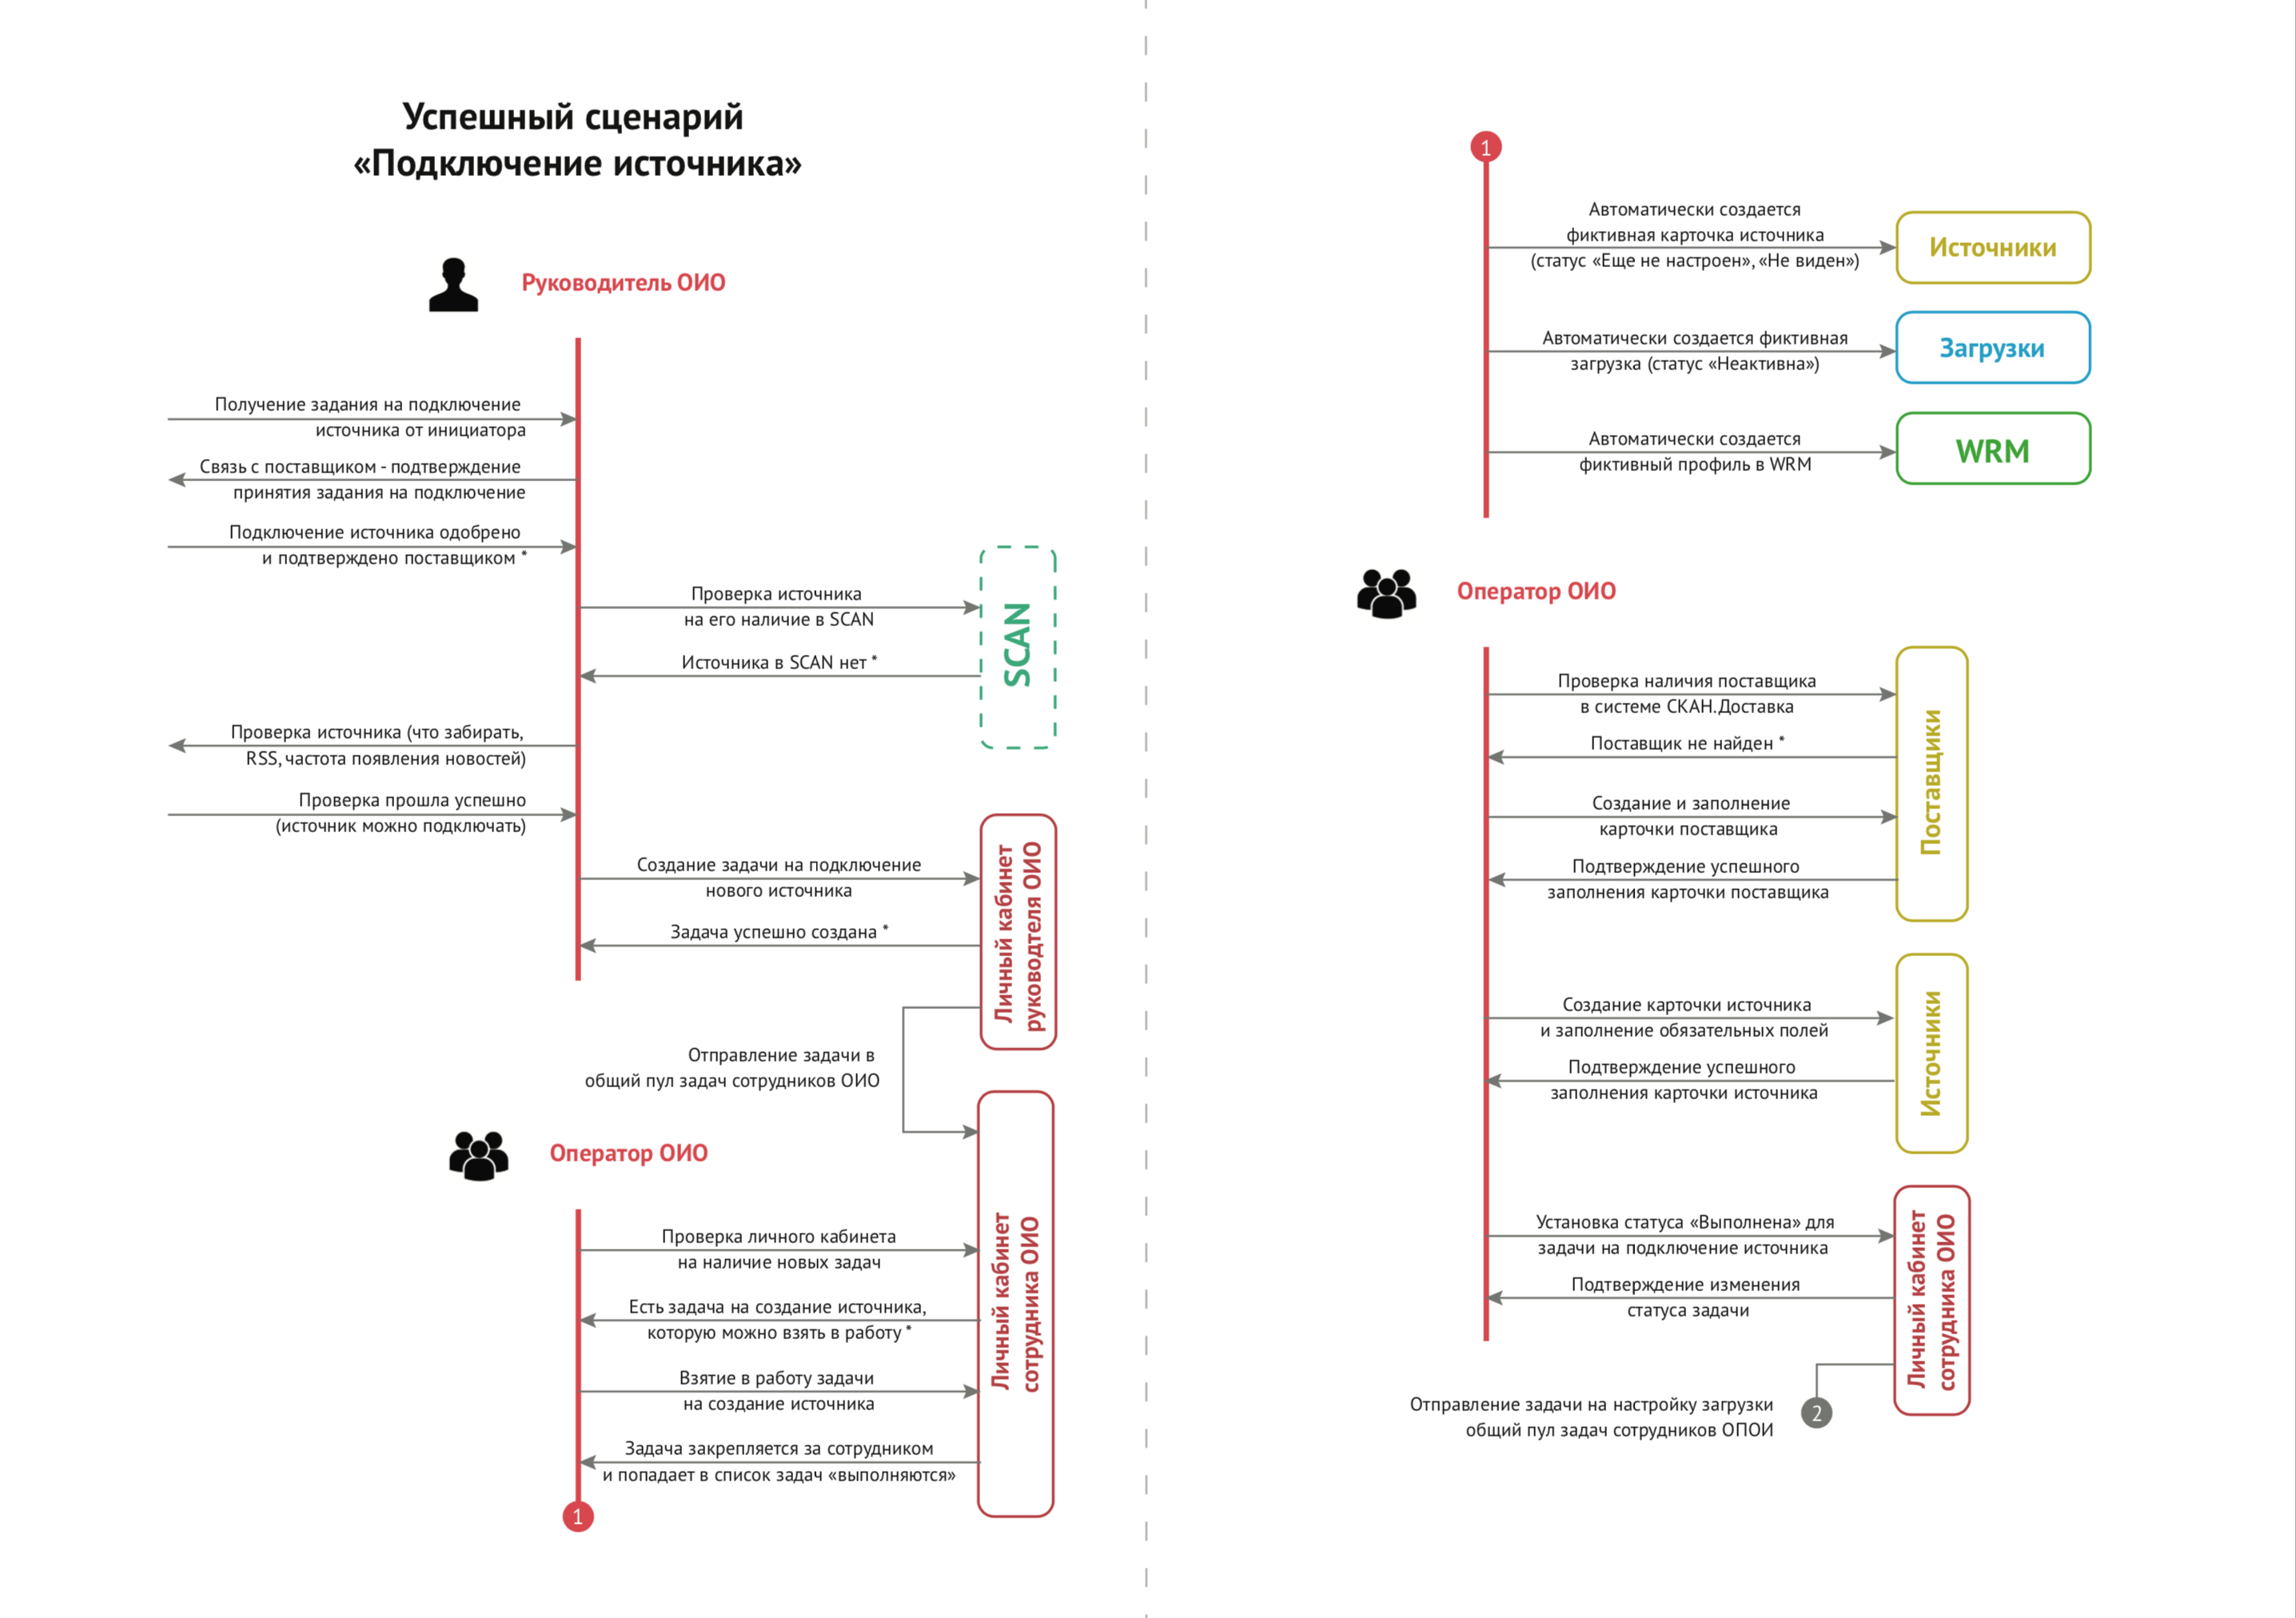 Успешный сценарий
«Подключение источника»
Руководитель ОИО
Получение задания на подключение
источника от инициатора
Связь с поставщиком - подтверждение
принятия задания на подключение
Подключение источника одобрено
и подтверждено поставщиком *
Проверка источника
на его наличие в SCAN
Источника в SCAN нет *
SCAN
Проверка источника (что забирать,
RSS, частота появления новостей)
Проверка прошла успешно
(источник можно подключать)
Создание задачи на подключение
нового источника
Задача успешно создана *
Личный кабинет
руководтеля ОИО
Отправление задачи в
общий пул задач сотрудников ОИО
Оператор ОИО
Проверка личного кабинета
на наличие новых задач
Есть задача на создание источника,
которую можно взять в работу *
Взятие в работу задачи
на создание источника
Задача закрепляется за сотрудником
и попадает в список задач «выполняются»
Личный кабинет
сотрудника ОИО
1
1
Автоматически создается
фиктивная карточка источника
(статус «Еще не настроен», «Не виден»)
Источники
Автоматически создается фиктивная
загрузка (статус «Неактивна»)
Загрузки
Автоматически создается
фиктивный профиль в WRM
WRM
Оператор ОИО
Проверка наличия поставщика
в системе СКАН.Доставка
Поставщик не найден *
Создание и заполнение
карточки поставщика
Подтверждение успешного
заполнения карточки поставщика
Поставщики
Создание карточки источника
и заполнение обязательных полей
Подтверждение успешного
заполнения карточки источника
Источники
Установка статуса «Выполнена» для
задачи на подключение источника
Подтверждение изменения
статуса задачи
Личный кабинет
сотрудника ОИО
Отправление задачи на настройку загрузки
общий пул задач сотрудников ОПОИ
2